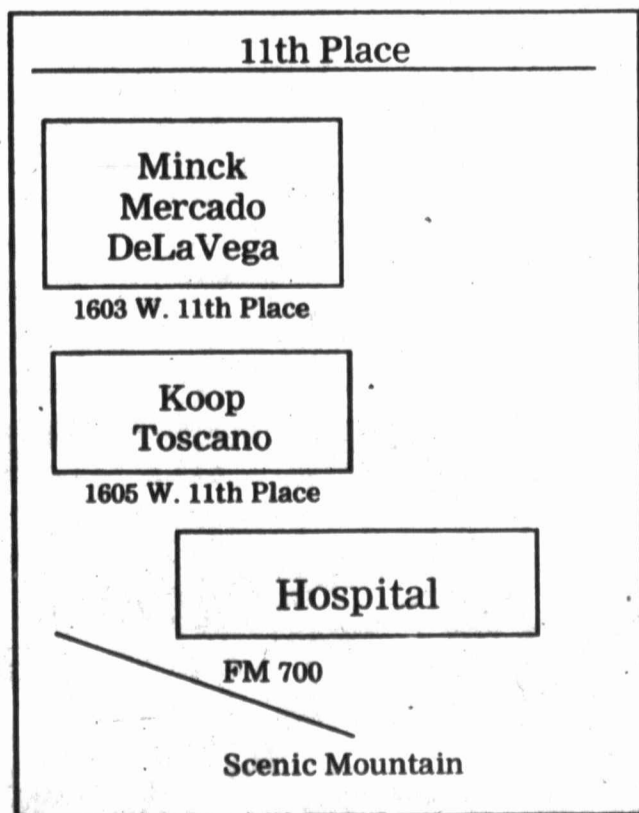 11th Place
Minck
Mercado
DeLaVega
1603 W. 11th Place
Koop
Toscano
1605 W. 11th Place
Hospital
FM 700
Scenic Mountain